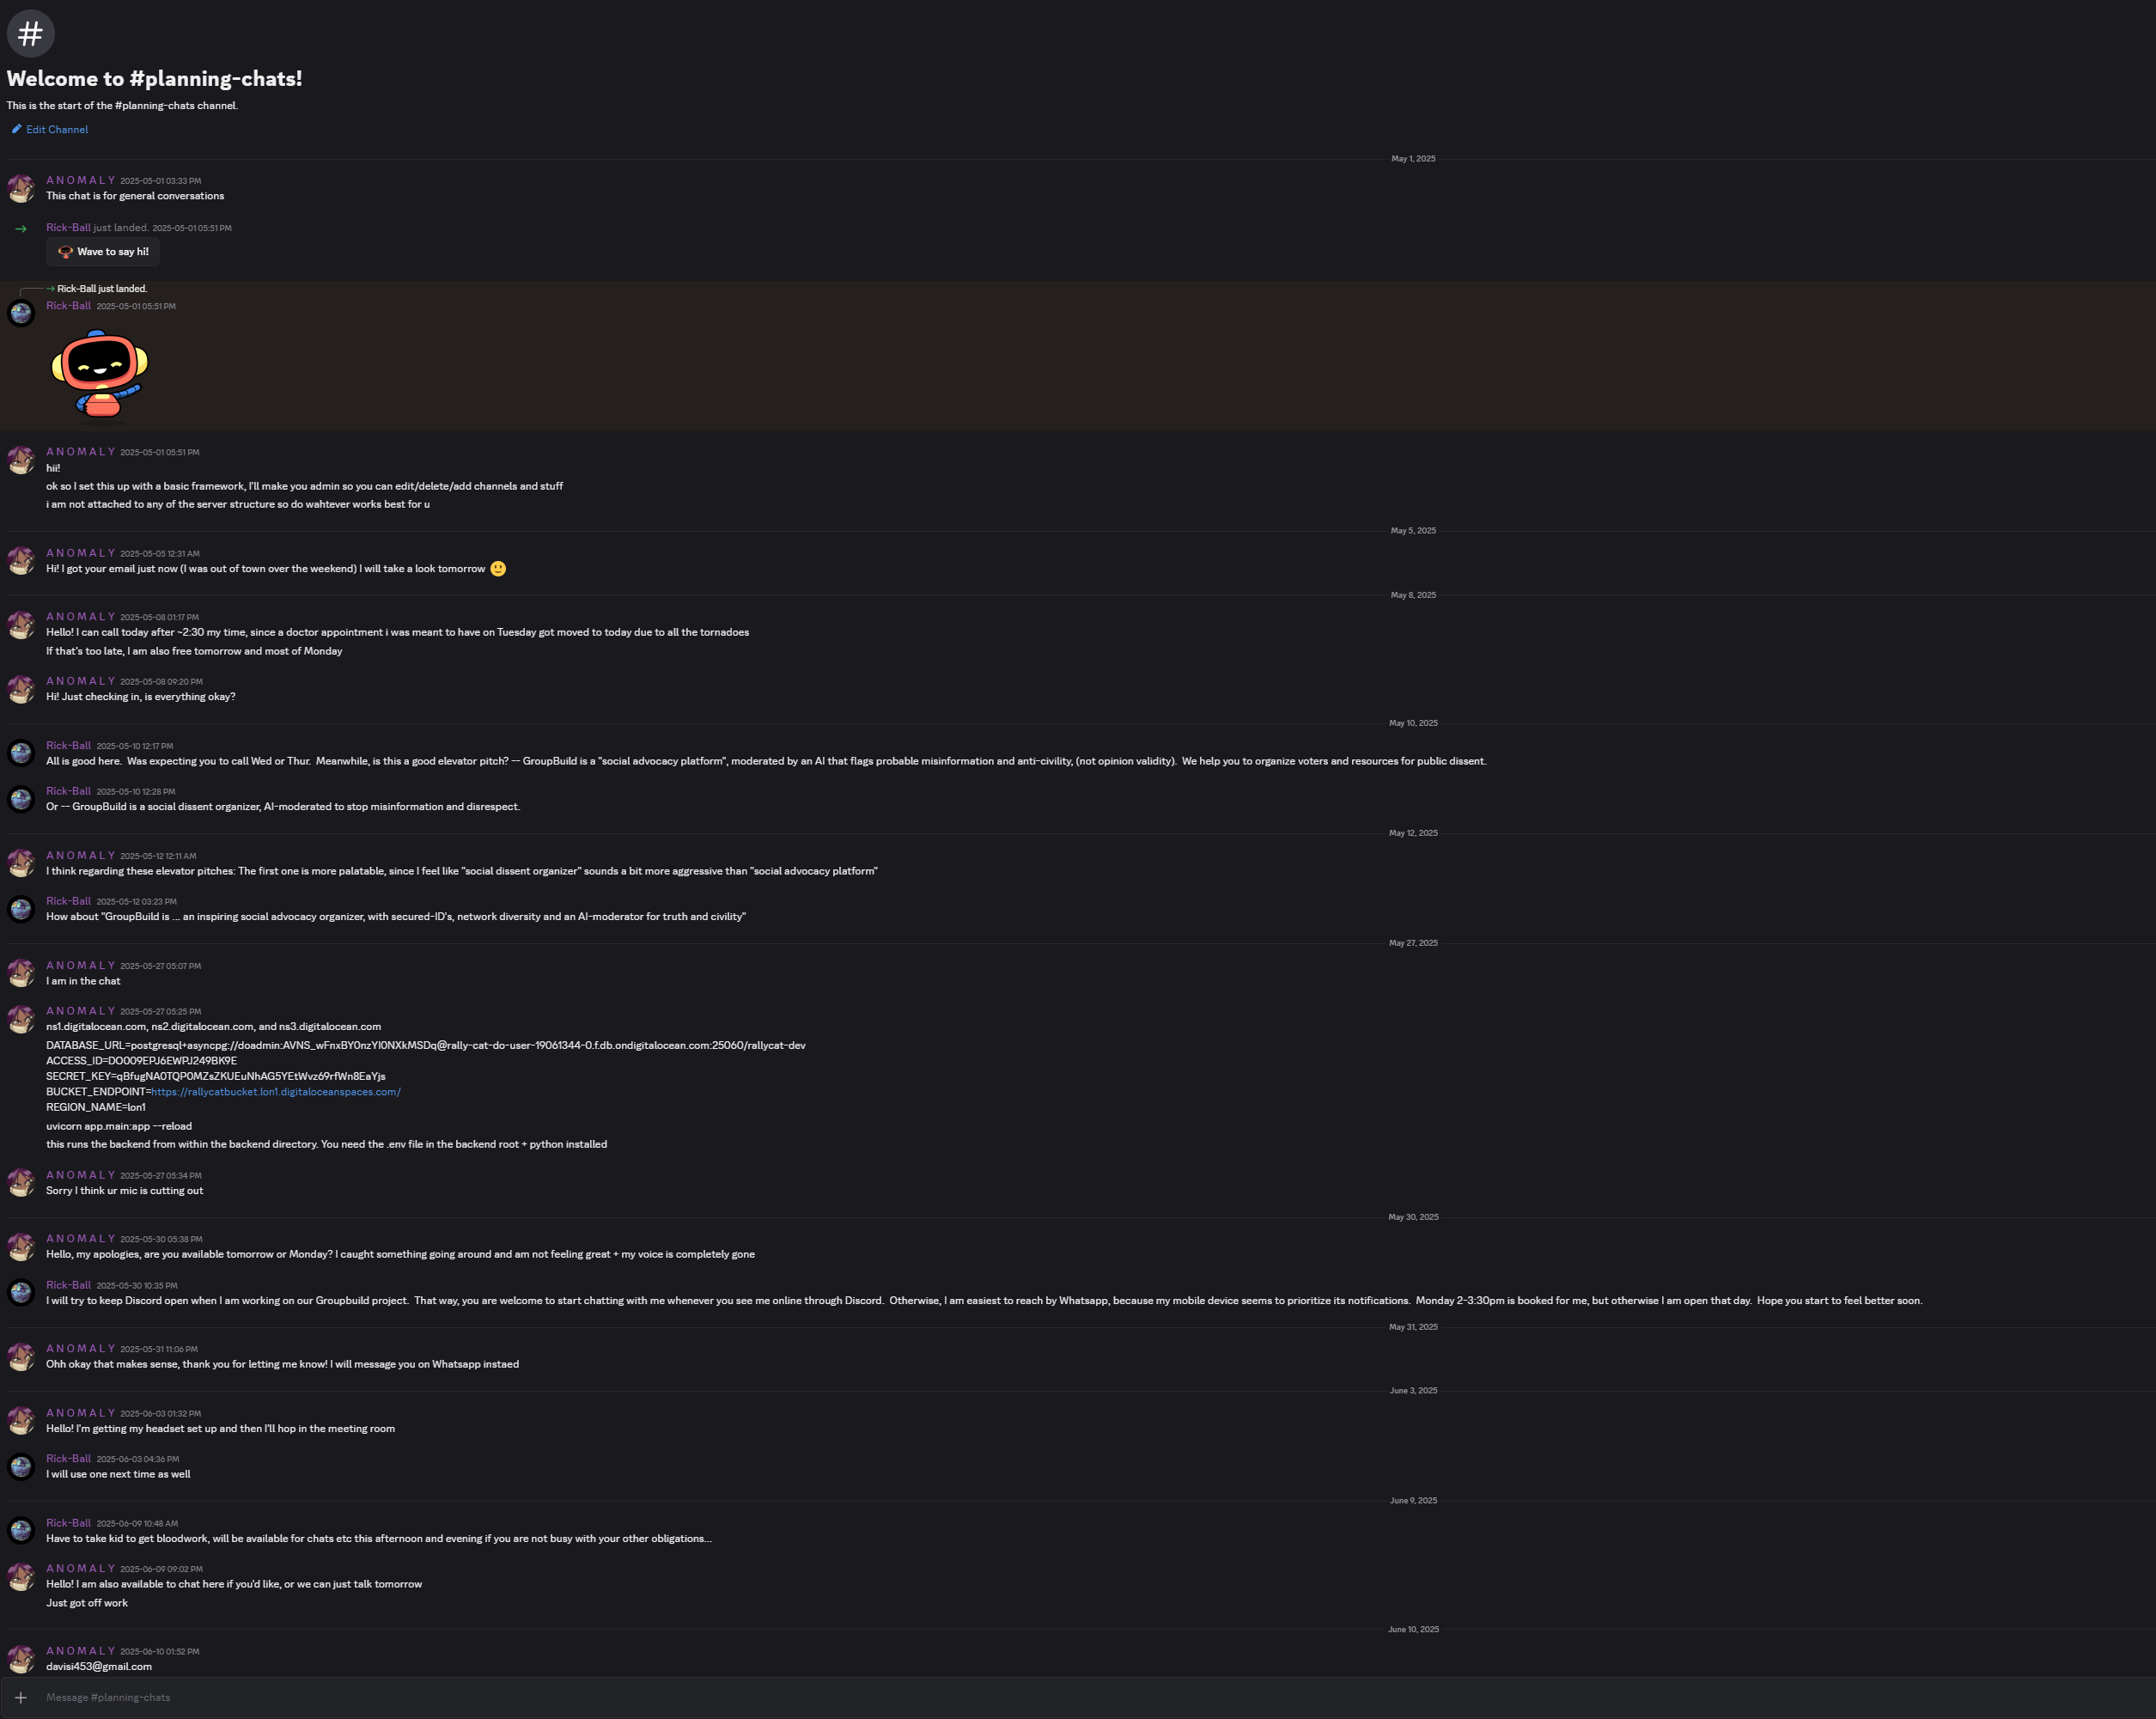 Welcome to #planning-chats!
This is the start of the #planning-chats channel.
Edit Channel
May 1, 2025
A N O M A L Y 2025-05-01 03:33 PM
This chat is for general conversations
Rick-Ball just landed. 2025-05-01 05:51 PM
Wave to say hi!
Rick-Ball just landed.
Rick-Ball 2025-05-01 05:51 PM
A N O M A L Y 2025-05-01 05:51 PM
hii!
ok so I set this up with a basic framework, I'll make you admin so you can edit/delete/add channels and stuff
i am not attached to any of the server structure so do wahtever works best for u
May 5, 2025
A N O M A L Y 2025-05-05 12:31 AM
Hi! I got your email just now (I was out of town over the weekend) I will take a look tomorrow 🙂
May 8, 2025
A N O M A L Y 2025-05-08 01:17 PM
Hello! I can call today after ~2:30 my time, since a doctor appointment i was meant to have on Tuesday got moved to today due to all the tornadoes
If that's too late, I am also free tomorrow and most of Monday
A N O M A L Y 2025-05-08 09:20 PM
Hi! Just checking in, is everything okay?
May 10, 2025
Rick-Ball 2025-05-10 12:17 PM
All is good here. Was expecting you to call Wed or Thur. Meanwhile, is this a good elevator pitch? -- GroupBuild is a "social advocacy platform", moderated by an AI that flags probable misinformation and anti-civility, (not opinion validity). We help you to organize voters and resources for public dissent.
Rick-Ball 2025-05-10 12:28 PM
Or -- GroupBuild is a social dissent organizer, AI-moderated to stop misinformation and disrespect.
May 12, 2025
A N O M A L Y 2025-05-12 12:11 AM
I think regarding these elevator pitches: The first one is more palatable, since I feel like "social dissent organizer" sounds a bit more aggressive than "social advocacy platform"
Rick-Ball 2025-05-12 03:23 PM
How about "GroupBuild is ... an inspiring social advocacy organizer, with secured-ID's, network diversity and an AI-moderator for truth and civility"
May 27, 2025
A N O M A L Y 2025-05-27 05:07 PM
I am in the chat
A N O M A L Y 2025-05-27 05:25 PM
ns1.digitalocean.com, ns2.digitalocean.com, and ns3.digitalocean.com
DATABASE_URL=postgresql+asyncpg://doadmin:AVNS_wFnxBY0nzYI0NXkMSDq@rally-cat-do-user-19061344-0.f.db.ondigitalocean.com:25060/rallycat-dev
ACCESS_ID=DO009EPJ6EWPJ249BK9E
SECRET_KEY=qBfugNA0TQP0MZsZKUEuNhAG5YEtWvz69rfWn8EaYjs
BUCKET_ENDPOINT=https://rallycatbucket.lon1.digitaloceanspaces.com/
REGION_NAME=lon1
uvicorn app.main:app --reload
this runs the backend from within the backend directory. You need the .env file in the backend root + python installed
A N O M A L Y 2025-05-27 05:34 PM
Sorry I think ur mic is cutting out
May 30, 2025
A N O M A L Y 2025-05-30 05:38 PM
Hello, my apologies, are you available tomorrow or Monday? I caught something going around and am not feeling great + my voice is completely gone
Rick-Ball 2025-05-30 10:35 PM
I will try to keep Discord open when I am working on our Groupbuild project. That way, you are welcome to start chatting with me whenever you see me online through Discord. Otherwise, I am easiest to reach by Whatsapp, because my mobile device seems to prioritize its notifications. Monday 2-3:30pm is booked for me, but otherwise I am open that day. Hope you start to feel better soon.
May 31, 2025
A N O M A L Y 2025-05-31 11:06 PM
Ohh okay that makes sense, thank you for letting me know! I will message you on Whatsapp instaed
June 3, 2025
A N O M A L Y 2025-06-03 01:32 PM
Hello! I'm getting my headset set up and then I'll hop in the meeting room
Rick-Ball 2025-06-03 04:36 PM
I will use one next time as well
June 9, 2025
Rick-Ball 2025-06-09 10:48 AM
Have to take kid to get bloodwork, will be available for chats etc this afternoon and evening if you are not busy with your other obligations...
A N O M A L Y 2025-06-09 09:02 PM
Hello! I am also available to chat here if you'd like, or we can just talk tomorrow
Just got off work
June 10, 2025
A N O M A L Y 2025-06-10 01:52 PM
davisi453@gmail.com
Message #planning-chats